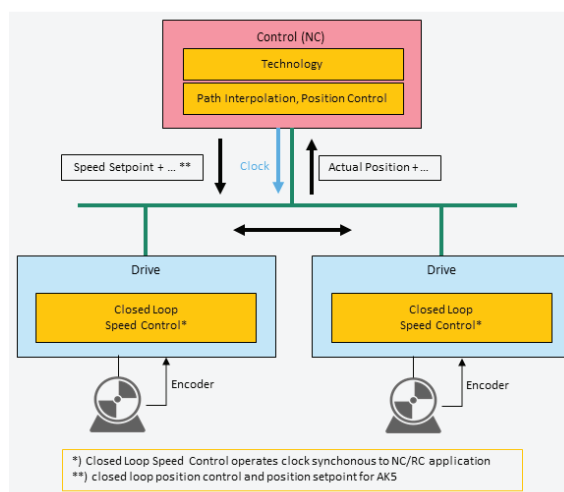 Control (NC)
Technology
Path Interpolation, Position Control
Speed Setpoint + ... **
Clock
Actual Position +...
Drive
Closed Loop
Speed Control*
Encoder
Drive
Closed Loop
Speed Control*
Encoder
*) Closed Loop Speed Control operates clock synchonous to NC/RC application
**) closed loop position control and position setpoint for AK5